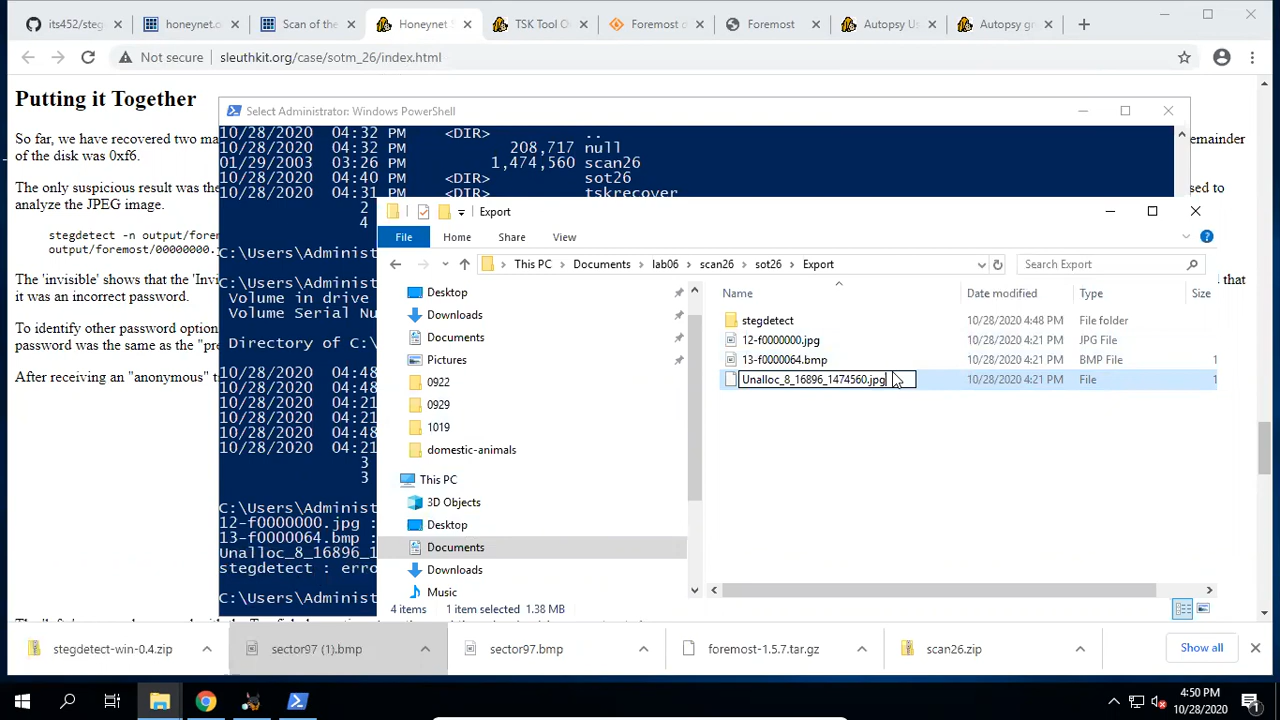 its452/steg
honeynet.o
Scan of the
Honeynet S
TSK Tool O
Foremost d
Foremost
Autopsy Us
Autopsy gr
sleuthkit.org/case/sotm_26/index.html
Putting it Together
So far, we have recovered two ma
remainder
of the disk was 0xf6.
The only suspicious result was the
sed to
analyze the JPEG image.
stegdetect -n output/forem
output/foremost/00000000.
The 'invisible' shows that the 'Invi
d that
it was an incorrect password.
To identify other password option
password was the same as the "pre
After receiving an "anonymous" t
Select Administrator: Windows PowerShell
10/28/2020 04:32 PM <DIR> ..
10/28/2020 04:32 PM 208,717 null
01/29/2003 03:26 PM 1,474,560 scan26
10/28/2020 04:40 PM <DIR> sot26
10/28/2020 04:31 PM <DIR> tskrecover
2
4
C:\Users\Administ
C:\Users\Administ
Volume in drive
Volume Serial Nu
Directory of C:\
10/28/2020 04:48
10/28/2020 04:48
10/28/2020 04:48
10/28/2020 04:21
10/28/2020 04:21
10/28/2020 04:21
3
3
C:\Users\Administ
12-f0000000.jpg :
13-f0000064.bmp :
Unalloc_8_16896_1
stegdetect : erro
C:\Users\Administ
Export
File Home Share View
This PC > Documents > lab06 > scan26 > sot26 > Export
Search Export
Desktop
Downloads
Documents
Pictures
0922
0929
1019
domestic-animals
This PC
3D Objects
Desktop
Documents
Downloads
Music
Name Date modified Type Size
stegdetect 10/28/2020 4:48 PM File folder
12-f0000000.jpg 10/28/2020 4:21 PM JPG File
13-f0000064.bmp 10/28/2020 4:21 PM BMP File 1
Unalloc_8_16896_1474560.jpg 10/28/2020 4:21 PM File 1
4 items 1 item selected 1.38 MB
stegdetect-win-0.4.zip
sector97 (1).bmp
sector97.bmp
foremost-1.5.7.tar.gz
scan26.zip
Show all
4:50 PM
10/28/2020
1